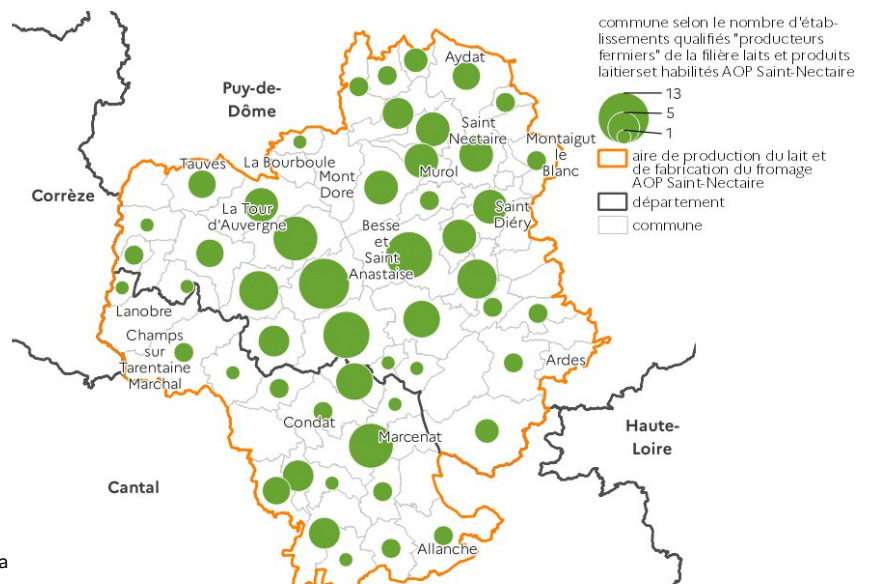 commune selon le nombre d'étab-
lissements qualifiés "producteurs
fermiers" de la filière laits et produits
laitierset habilités AOP Saint-Nectaire
13
5
1
aire de production du lait et
de fabrication du fromage
AOP Saint-Nectaire
département
commune
Aydat
Puy-de-
Dôme
Saint
Nectaire
Montaigut
le
Blanc
Tauves
La Bourboule
Mont
Dore
Murol
Corrèze
La Tour
d'Auvergne
Besse
et
Saint
Anastaise
Saint
Diéry
Lanobre
Champs
sur
Tarentaine
Marchal
Ardes
Condat
Marcenat
Haute-
Loire
Cantal
Allanche
a